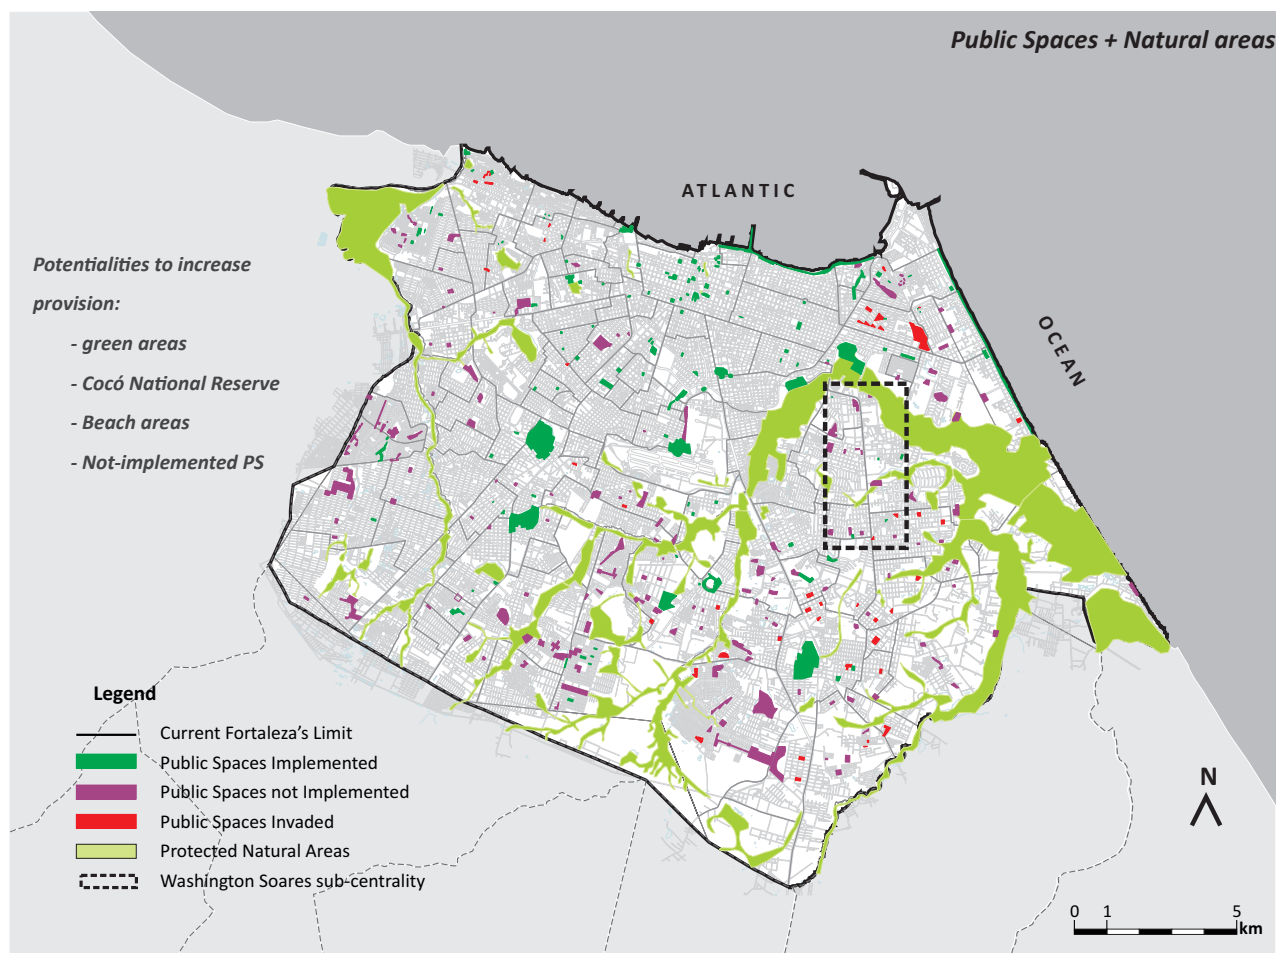 Public Spaces + Natural areas
ATLANTIC
OCEAN
Potentialities to increase
provision:
- green areas
- Cocó National Reserve
- Beach areas
- Not-implemented PS
Legend
Current Fortaleza's Limit
Public Spaces Implemented
Public Spaces not Implemented
Public Spaces Invaded
Protected Natural Areas
Washington Soares sub-centrality
N
0 1 5
km